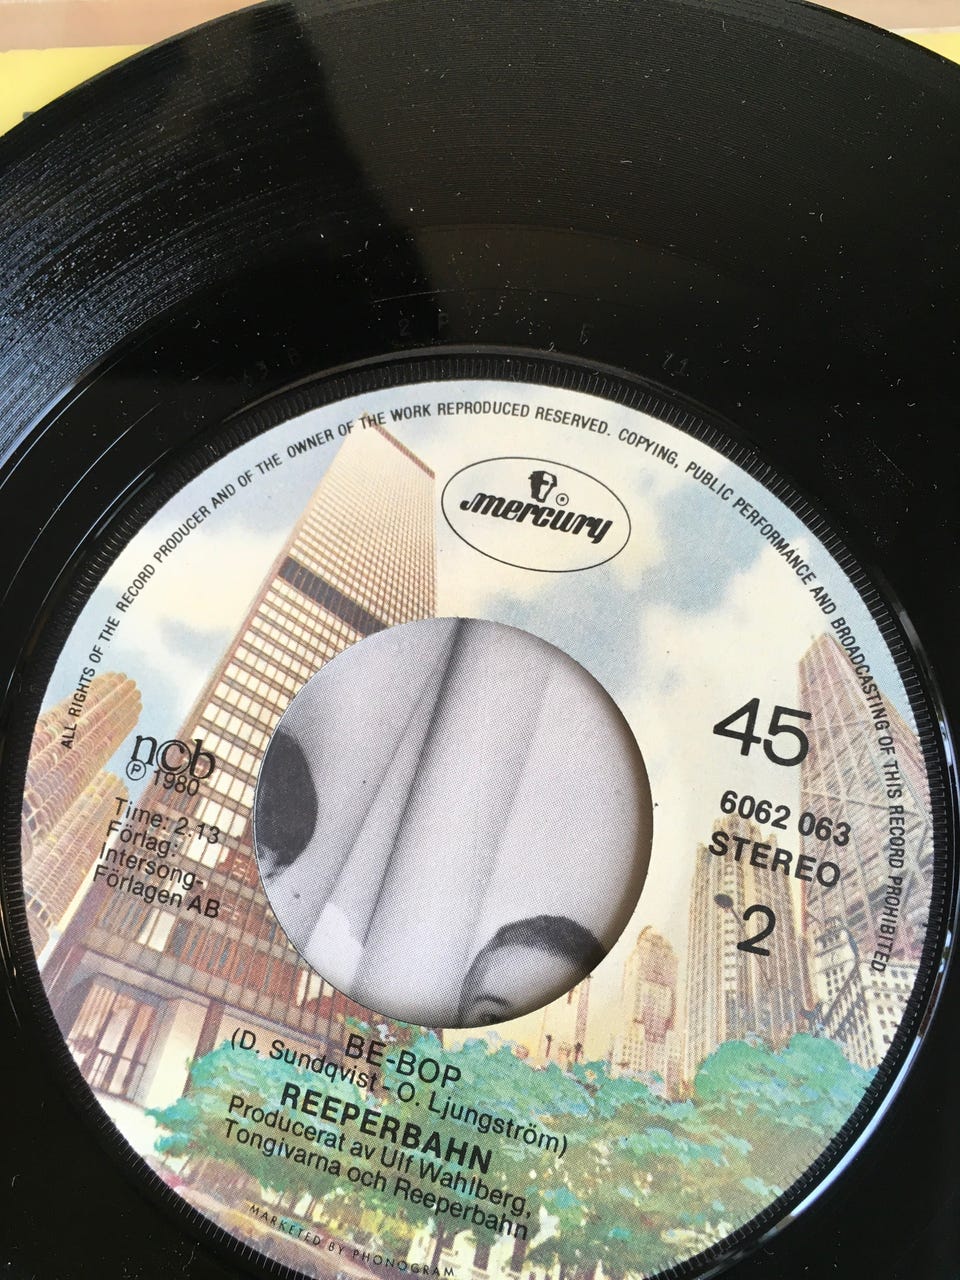 ALL RIGHTS OF THE RECORD PRODUCER AND OF THE OWNER OF THE WORK REPRODUCED RESERVED. COPYING, PUBLIC PERFORMANCE AND BROADCASTING OF THIS RECORD PROHIBITED
mercury ®
ncb
℗ 1980
Time: 2.13
Förlag:
Intersong-
Förlagen AB
45
6062 063
STEREO
2
BE-BOP
(D. Sundqvist - O. Ljungström)
REEPERBAHN
Producerat av Ulf Wahlberg,
Tongivarna och Reeperbahn
MARKETED BY PHONOGRAM